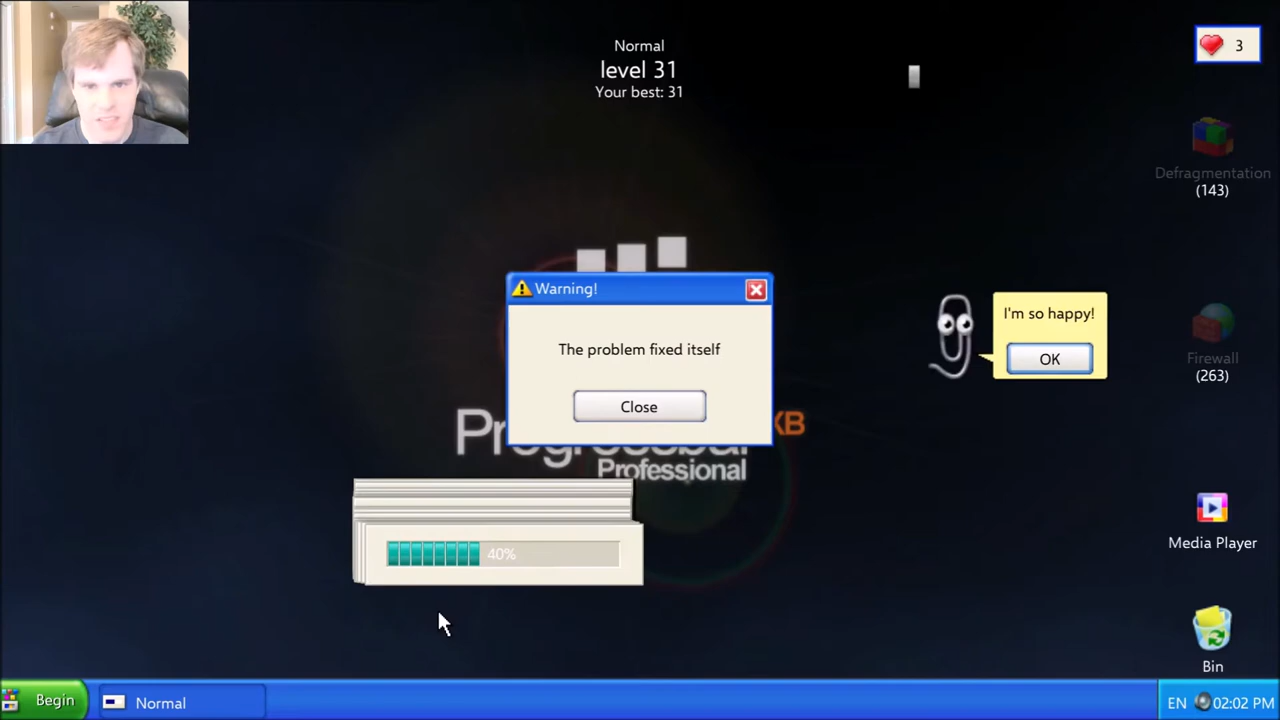 Normal
level 31
Your best: 31
3
Defragmentation
(143)
Warning!
The problem fixed itself
Close
I'm so happy!
OK
Firewall
(263)
XB
Professional
40%
Media Player
Bin
Begin
Normal
EN 02:02 PM